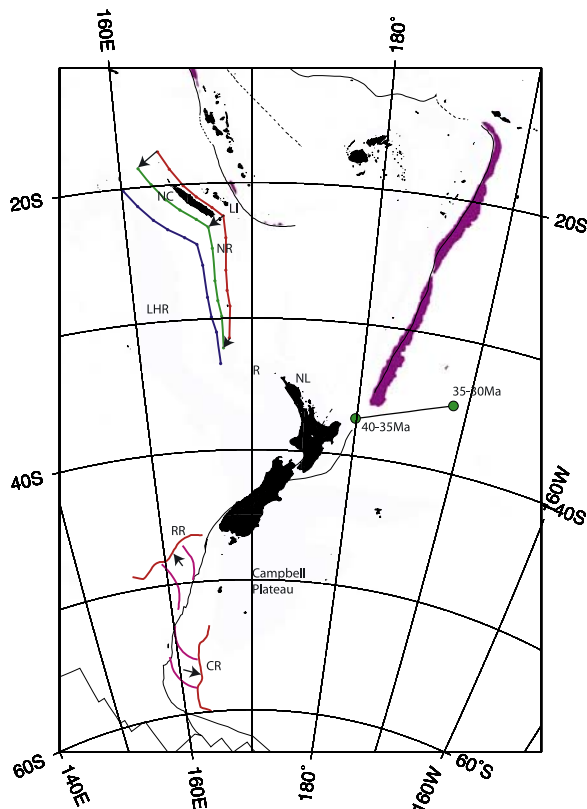 160E
180°
20S
20S
NC
LI
NR
LHR
R
NL
35-30Ma
40-35Ma
160W
40S
40S
RR
Campbell
Plateau
CR
60S
60°S
140E
160E
180°
160W